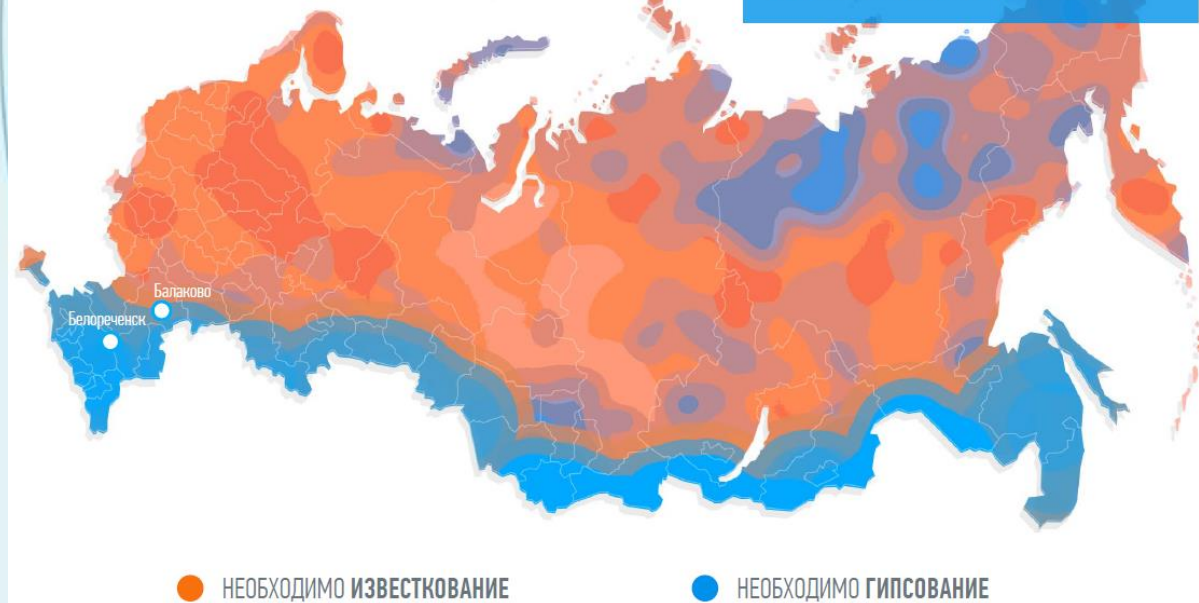 Балаково
Белореченск
НЕОБХОДИМО ИЗВЕСТКОВАНИЕ
НЕОБХОДИМО ГИПСОВАНИЕ